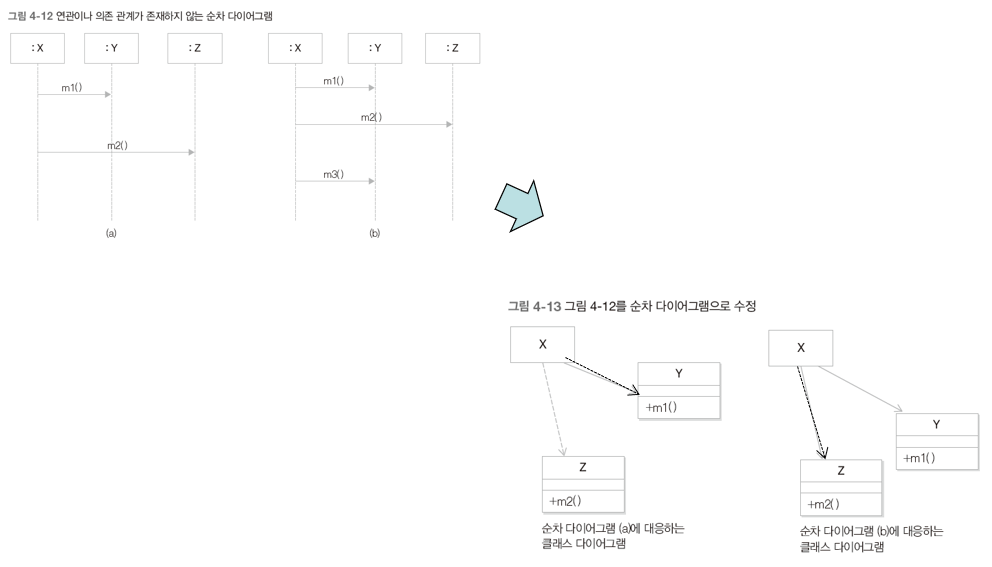 그림 4-12 연관이나 의존 관계가 존재하지 않는 순차 다이어그램
: X
: Y
: Z
m1()
m2()
(a)
: X
: Y
: Z
m1()
m2()
m3()
(b)
그림 4-13 그림 4-12를 순차 다이어그램으로 수정
X
Y
+m1()
Z
+m2()
순차 다이어그램 (a)에 대응하는
클래스 다이어그램
X
Y
+m1()
Z
+m2()
순차 다이어그램 (b)에 대응하는
클래스 다이어그램